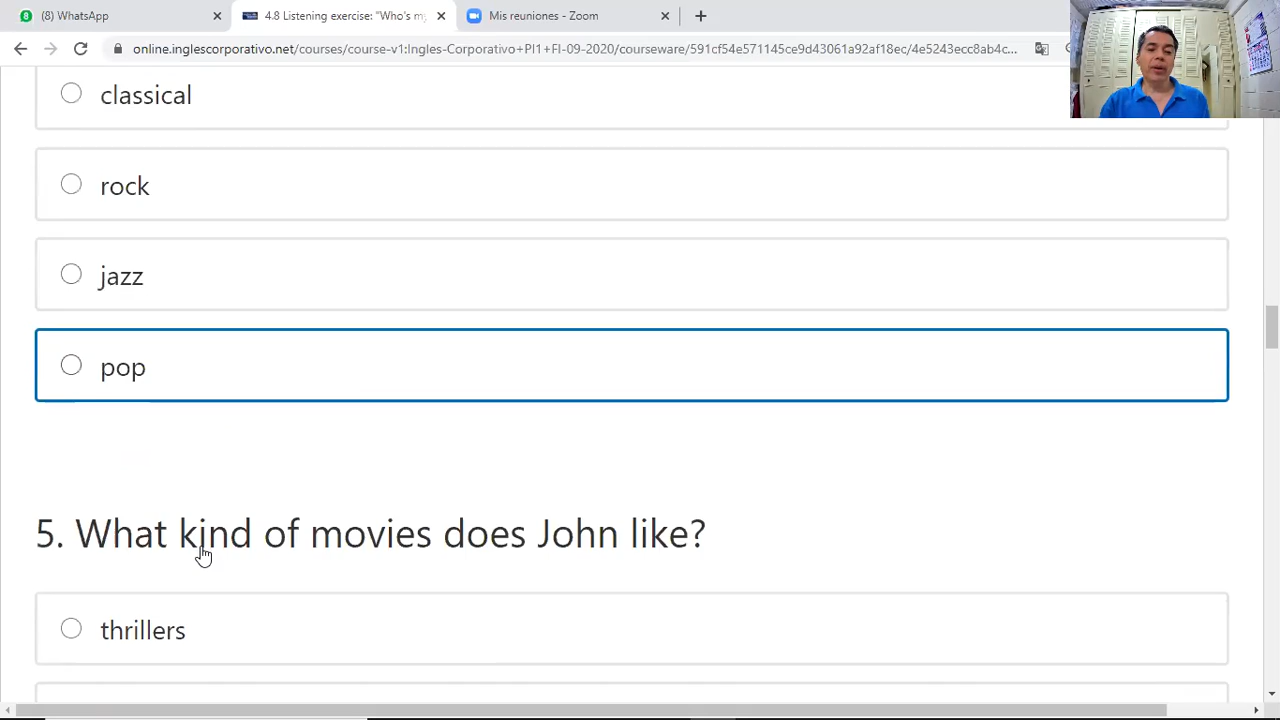 (8) WhatsApp
4.8 Listening exercise: "Who's
Mis reuniones - Zoom
online.inglescorporativo.net/courses/course-v1:Ingles-Corporativo+PI1+FI-09-2020/courseware/591cf54e571145ce9d43061a92af18ec/4e5243ecc8ab4c...
classical
rock
jazz
pop
5. What kind of movies does John like?
thrillers